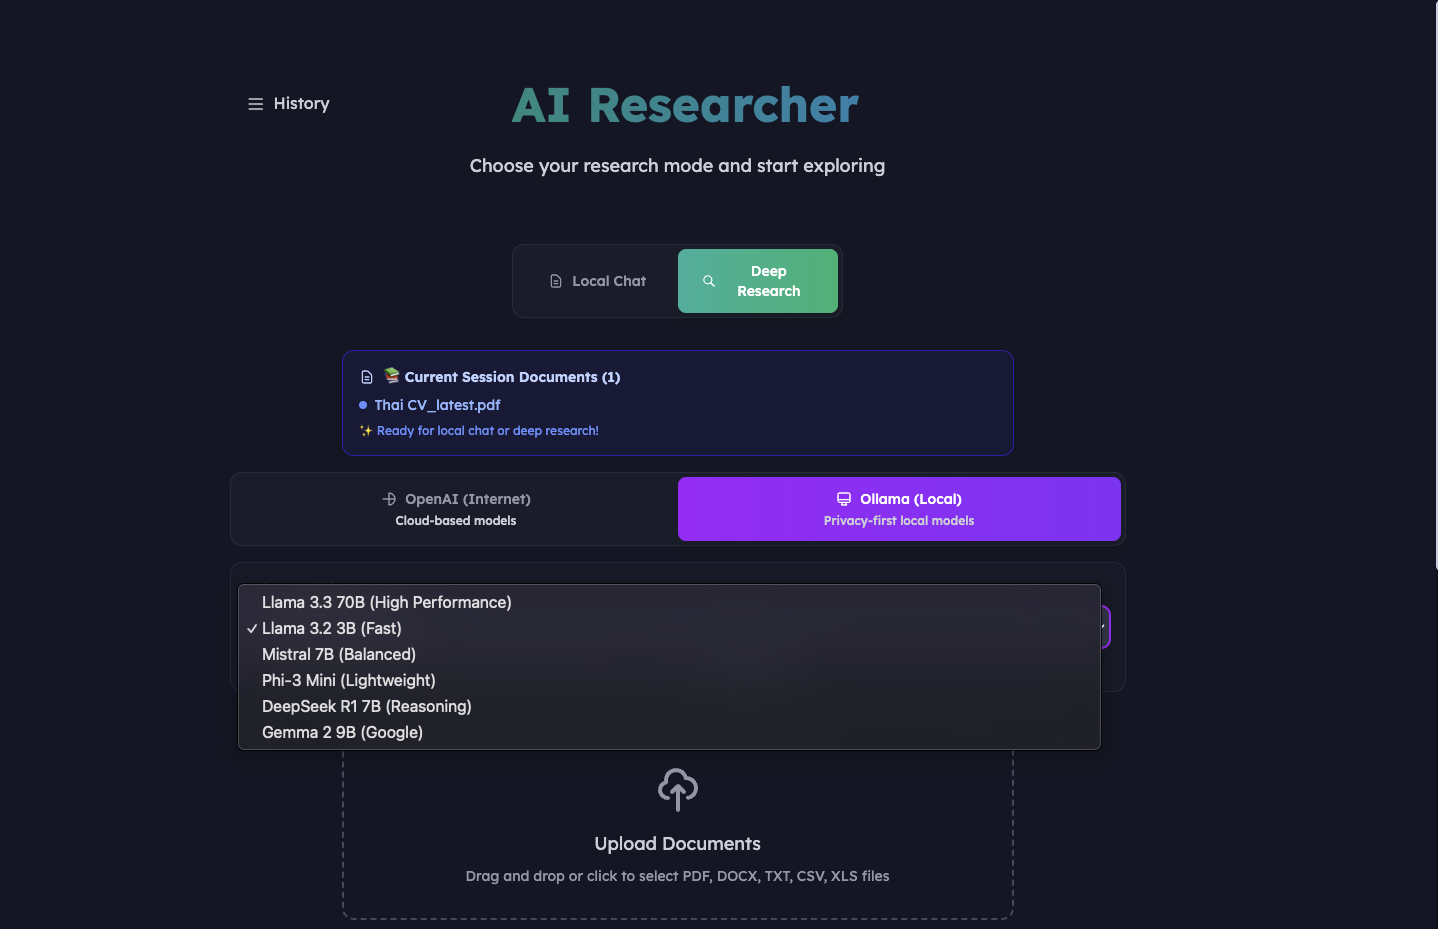 History
AI Researcher
Choose your research mode and start exploring
Local Chat
Deep
Research
📚 Current Session Documents (1)
Thai CV_latest.pdf
✨ Ready for local chat or deep research!
OpenAI (Internet)
Cloud-based models
Ollama (Local)
Privacy-first local models
Llama 3.3 70B (High Performance)
✓ Llama 3.2 3B (Fast)
Mistral 7B (Balanced)
Phi-3 Mini (Lightweight)
DeepSeek R1 7B (Reasoning)
Gemma 2 9B (Google)
Upload Documents
Drag and drop or click to select PDF, DOCX, TXT, CSV, XLS files